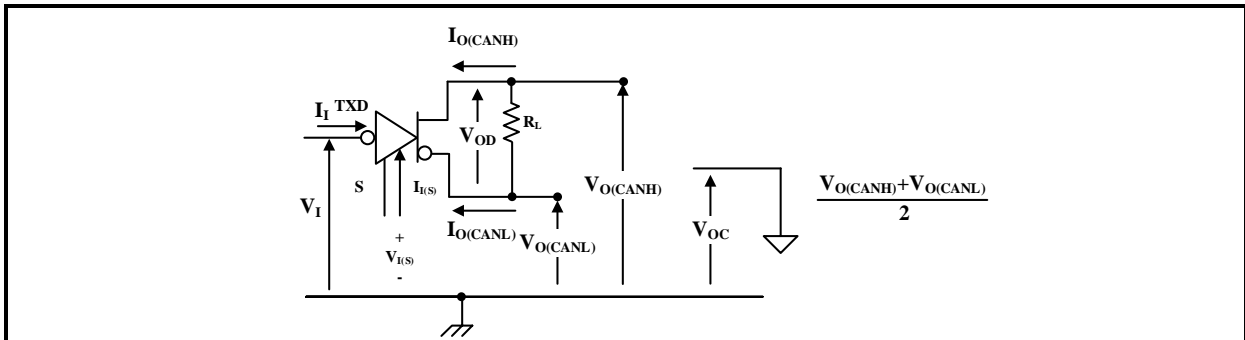 I_O(CANH)
I_I TXD
R_L
V_OD
S
I_I(S)
V_I
V_O(CANH)
V_O(CANH)+V_O(CANL)
2
I_O(CANL)
V_O(CANL)
V_OC
+
V_I(S)
-